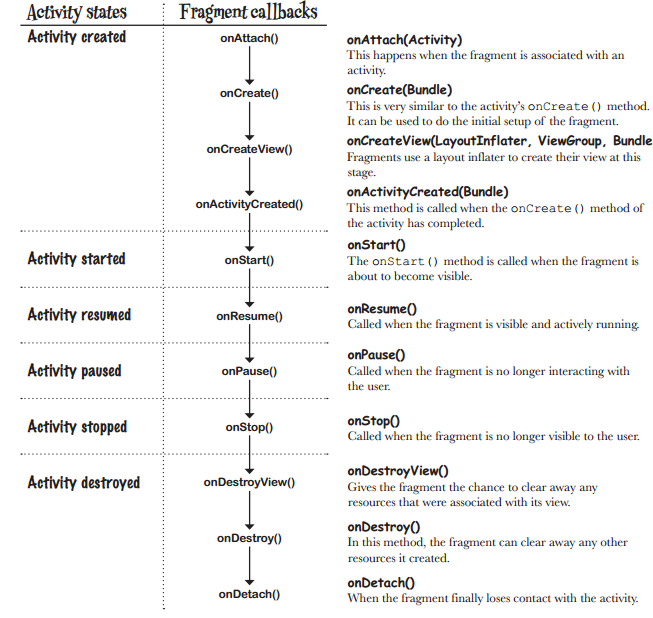 Activity states Fragment callbacks
Activity created onAttach() onAttach(Activity)
This happens when the fragment is associated with an
activity.
onCreate() onCreate(Bundle)
This is very similar to the activity's onCreate() method.
It can be used to do the initial setup of the fragment.
onCreateView() onCreateView(LayoutInflater, ViewGroup, Bundle
Fragments use a layout inflater to create their view at this
stage.
onActivityCreated() onActivityCreated(Bundle)
This method is called when the onCreate() method of
the activity has completed.
Activity started onStart() onStart()
The onStart() method is called when the fragment is
about to become visible.
Activity resumed onResume() onResume()
Called when the fragment is visible and actively running.
Activity paused onPause() onPause()
Called when the fragment is no longer interacting with
the user.
Activity stopped onStop() onStop()
Called when the fragment is no longer visible to the user.
Activity destroyed onDestroyView() onDestroyView()
Gives the fragment the chance to clear away any
resources that were associated with its view.
onDestroy() onDestroy()
In this method, the fragment can clear away any other
resources it created.
onDetach() onDetach()
When the fragment finally loses contact with the activity.